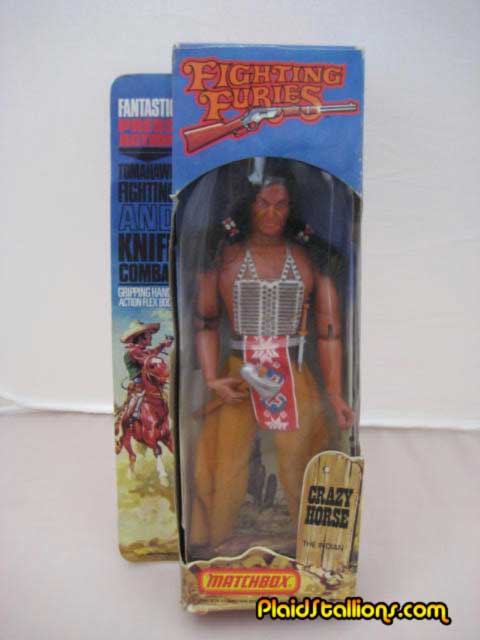 FIGHTING
FURIES
FANTASTIC
PRESS
ACTION
TOMAHAWK
FIGHTING
AND
KNIFE
COMBAT
GRIPPING HAND
ACTION FLEX BOD
CRAZY
HORSE
THE INDIAN
MATCHBOX
PlaidStallions.com